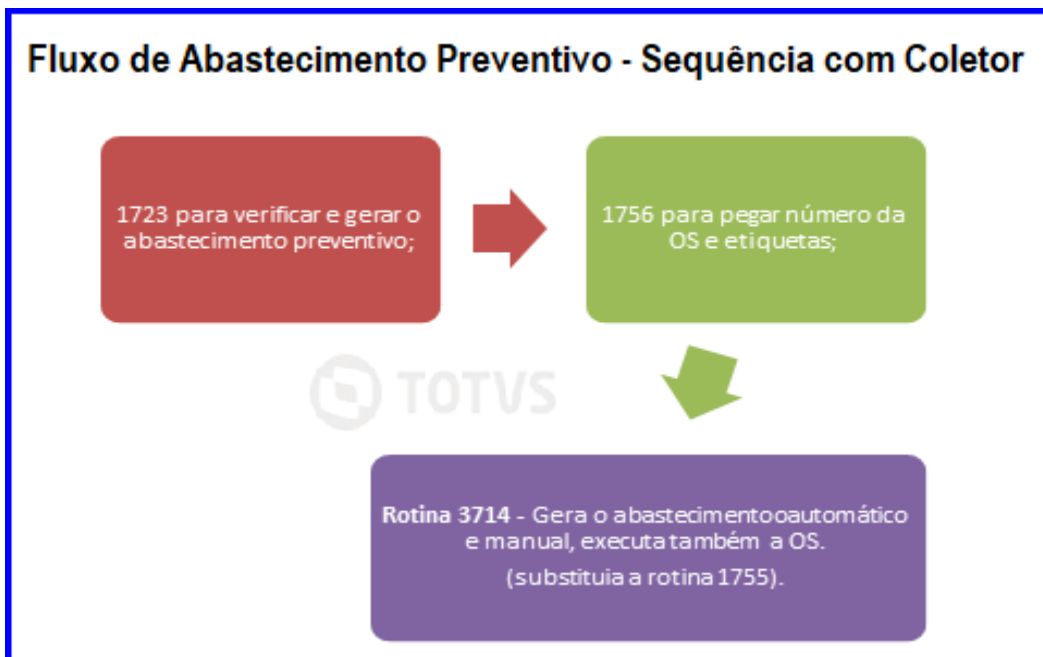 Fluxo de Abastecimento Preventivo - Sequência com Coletor
1723 para verificar e gerar o
abastecimento preventivo;
1756 para pegar número da
OS e etiquetas;
TOTVS
Rotina 3714 - Gera o abastecimentooautomático
e manual, executa também a OS.
(substituia a rotina 1755).